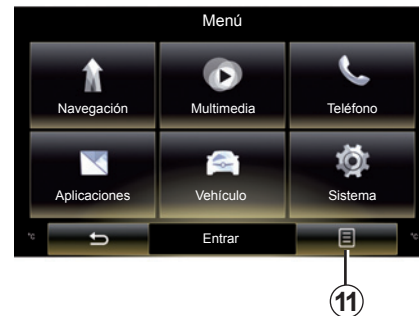 Menú
Navegación Multimedia Teléfono
Aplicaciones Vehículo Sistema
°C Entrar °C
11